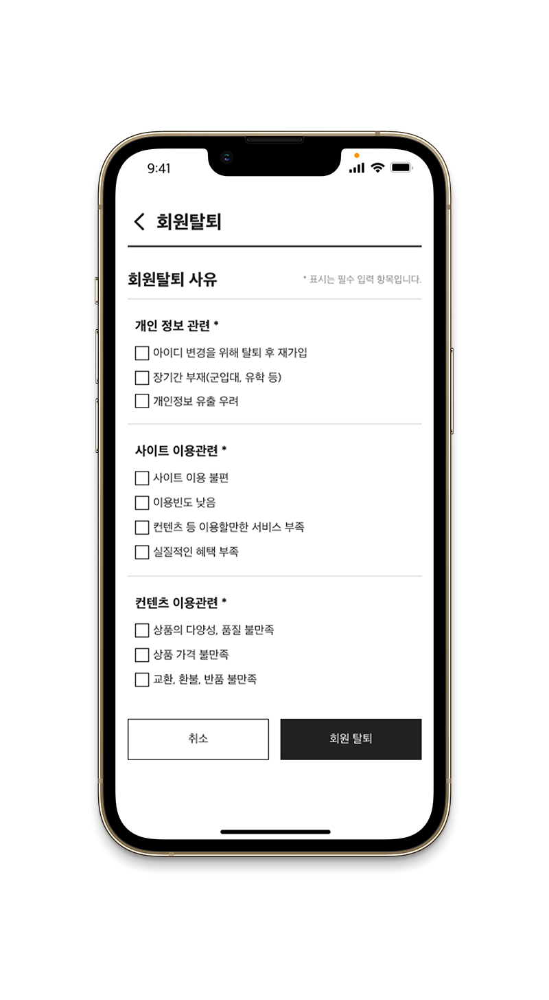 9:41
회원탈퇴
회원탈퇴 사유
* 표시는 필수 입력 항목입니다.
개인 정보 관련 *
아이디 변경을 위해 탈퇴 후 재가입
장기간 부재(군입대, 유학 등)
개인정보 유출 우려
사이트 이용관련 *
사이트 이용 불편
이용빈도 낮음
컨텐츠 등 이용할만한 서비스 부족
실질적인 혜택 부족
컨텐츠 이용관련 *
상품의 다양성, 품질 불만족
상품 가격 불만족
교환, 환불, 반품 불만족
취소
회원 탈퇴